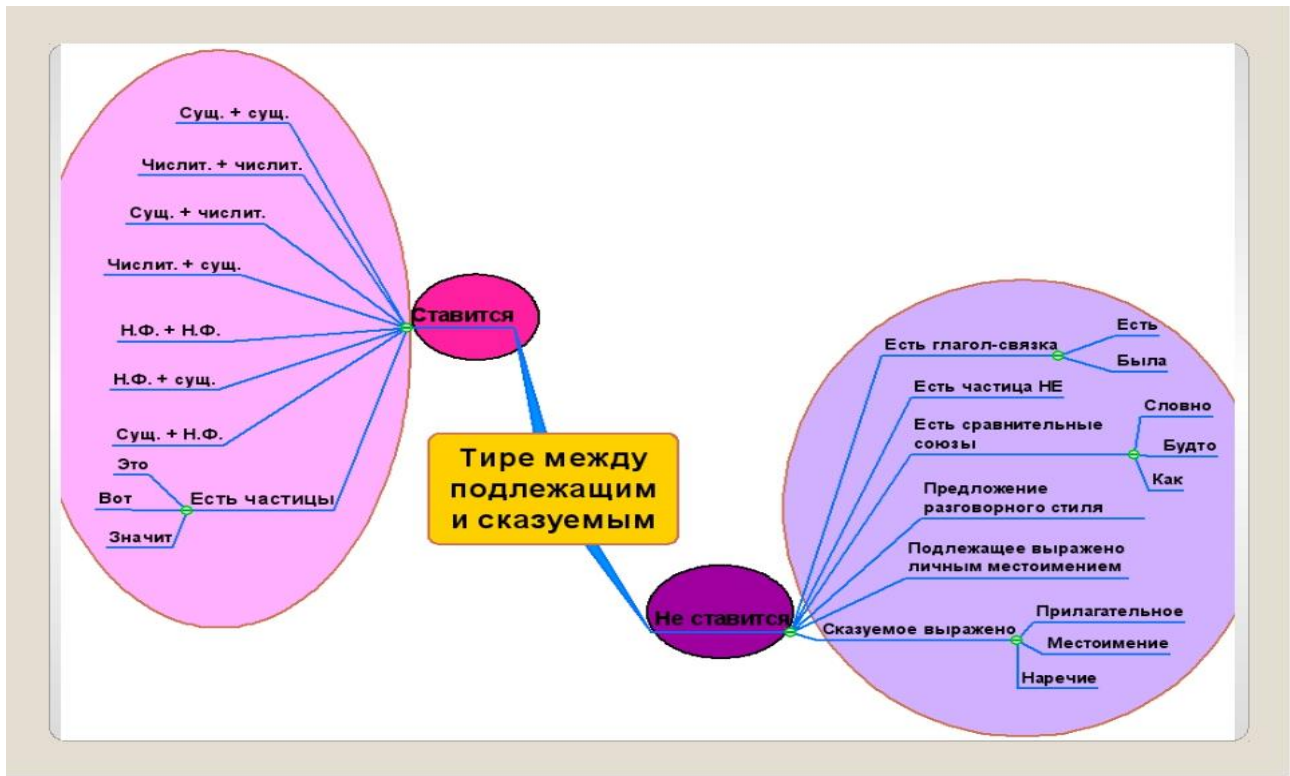 Тире между
подлежащим
и сказуемым
Ставится
Сущ. + сущ.
Числит. + числит.
Сущ. + числит.
Числит. + сущ.
Н.Ф. + Н.Ф.
Н.Ф. + сущ.
Сущ. + Н.Ф.
Есть частицы
Это
Вот
Значит
Не ставится
Есть глагол-связка
Есть
Была
Есть частица НЕ
Есть сравнительные
союзы
Словно
Будто
Как
Предложение
разговорного стиля
Подлежащее выражено
личным местоимением
Сказуемое выражено
Прилагательное
Местоимение
Наречие